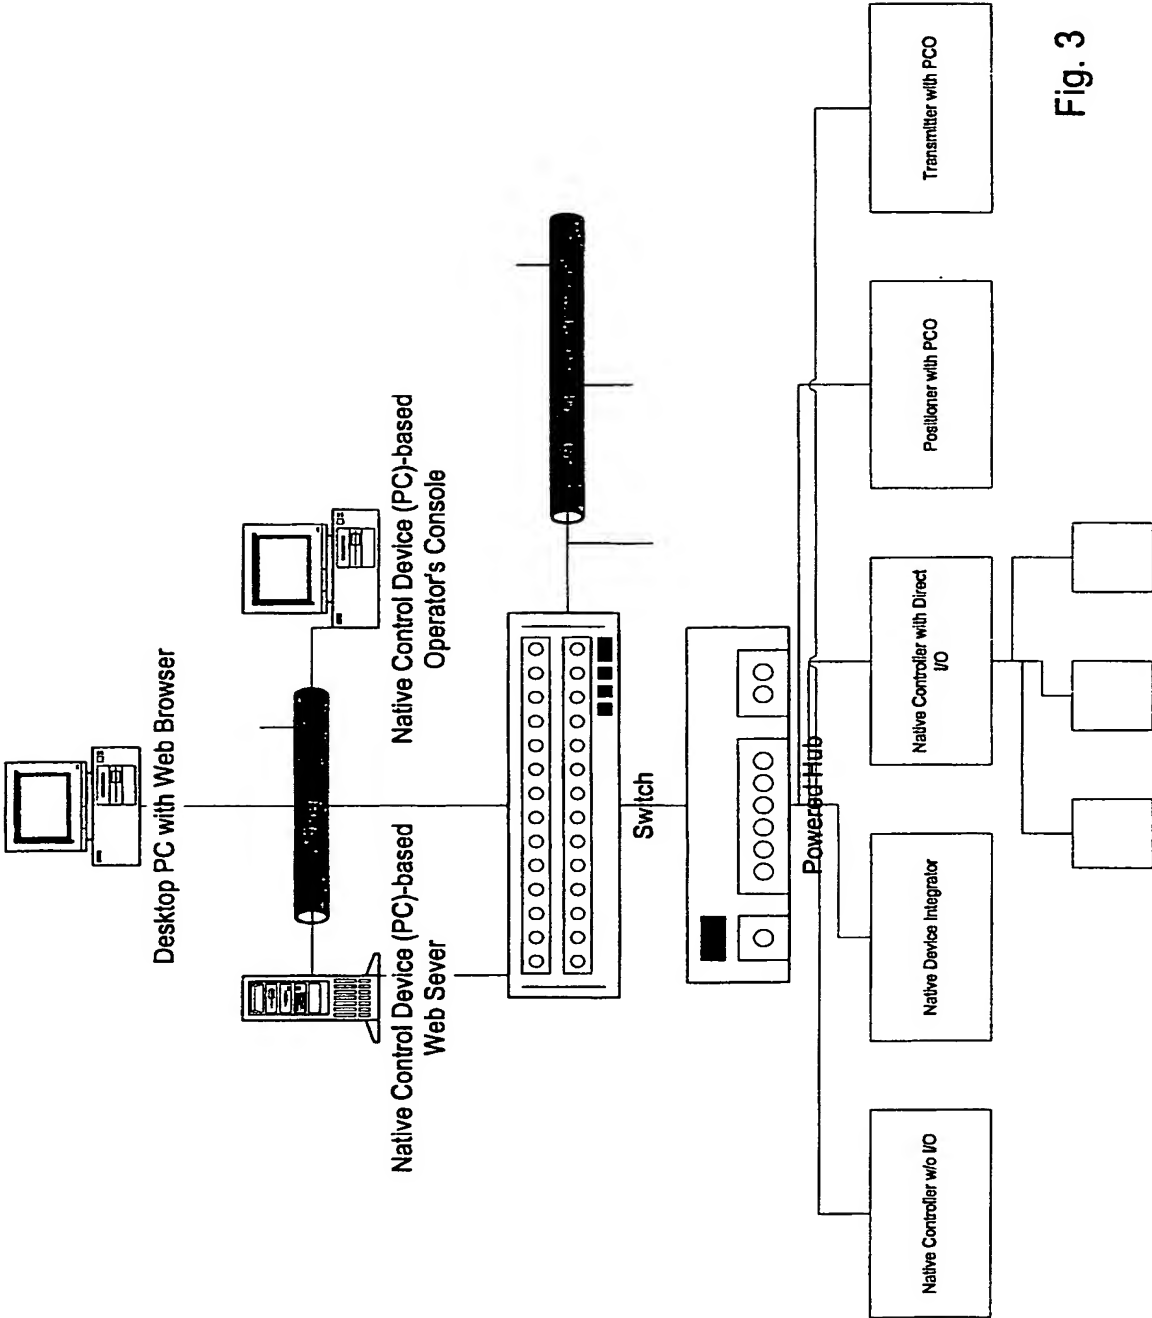 Desktop PC with Web Browser
Native Control Device (PC)-based
Web Sever
Native Control Device (PC)-based
Operator's Console
Switch
Powered Hub
Native Controller w/o I/O
Native Device Integrator
Native Controller with Direct
I/O
Positioner with PCO
Transmitter with PCO
Fig. 3